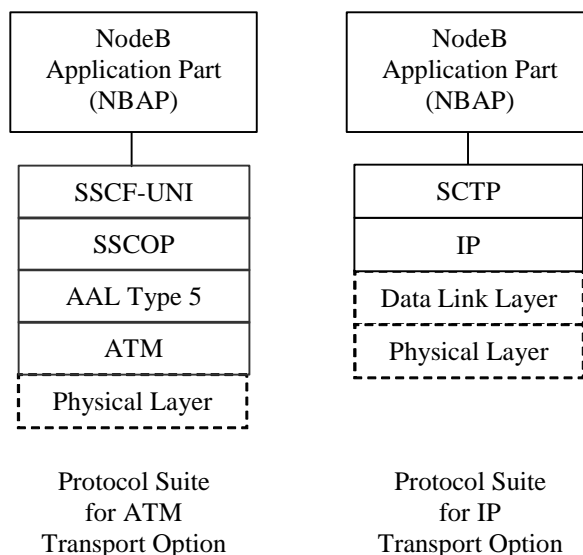 NodeB
Application Part
(NBAP)
SSCF-UNI
SSCOP
AAL Type 5
ATM
Physical Layer
Protocol Suite
for ATM
Transport Option
NodeB
Application Part
(NBAP)
SCTP
IP
Data Link Layer
Physical Layer
Protocol Suite
for IP
Transport Option